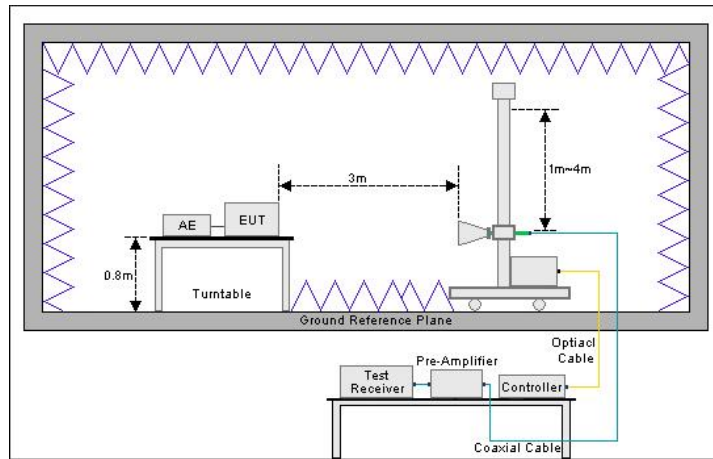 3m
1m~4m
AE
EUT
0.8m
Turntable
Ground Reference Plane
Optiacl
Cable
Pre-Amplifier
Test
Receiver
Controller
Coaxial Cable